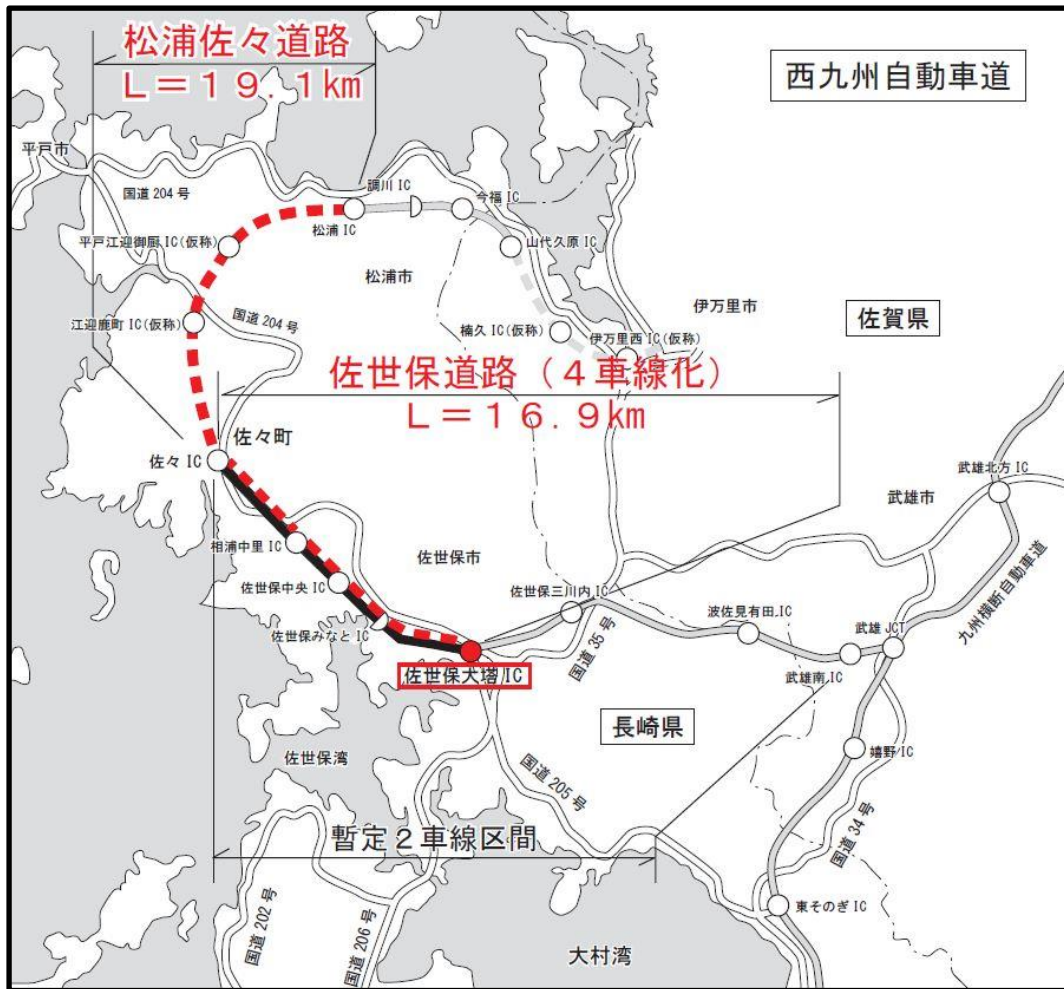 松浦佐々道路
L=19.1km
西九州自動車道
平戸市
国道204号
調川IC
今福IC
松浦IC
平戸江迎御厨IC(仮称)
山代久原IC
松浦市
伊万里市
江迎鹿町IC(仮称)
国道204号
楠久IC(仮称)
伊万里西IC(仮称)
佐賀県
佐世保道路(4車線化)
L=16.9km
佐々町
佐々IC
武雄北方IC
武雄市
相浦中里IC
佐世保市
佐世保中央IC
佐世保三川内IC
波佐見有田IC
武雄JCT
九州横断自動車道
佐世保みなとIC
国道35号
佐世保大塔IC
武雄南IC
長崎県
佐世保湾
国道205号
嬉野IC
暫定2車線区間
国道34号
国道202号
国道206号
東そのぎIC
大村湾